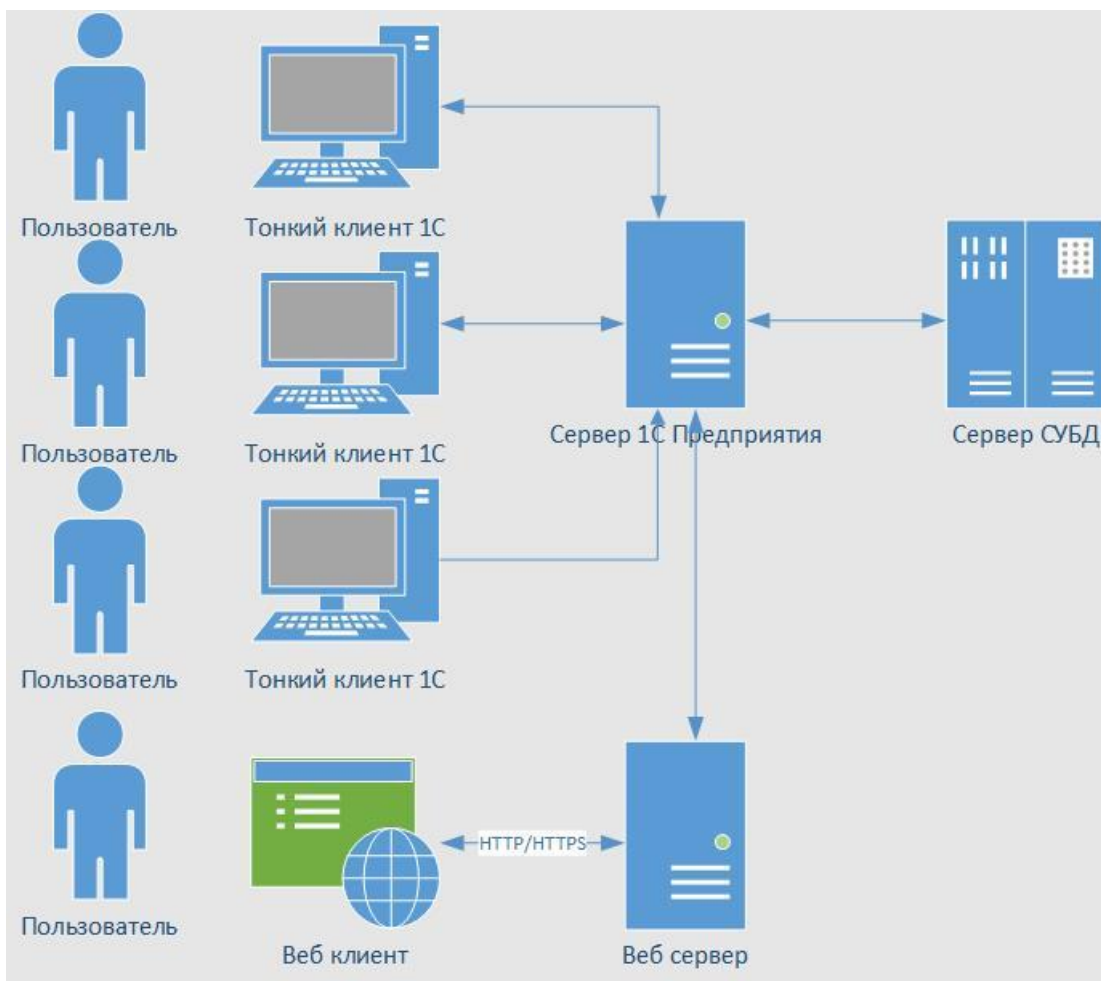 Пользователь
Тонкий клиент 1С
Пользователь
Тонкий клиент 1С
Сервер 1С Предприятия
Сервер СУБД
Пользователь
Тонкий клиент 1С
HTTP/HTTPS
Пользователь
Веб клиент
Веб сервер